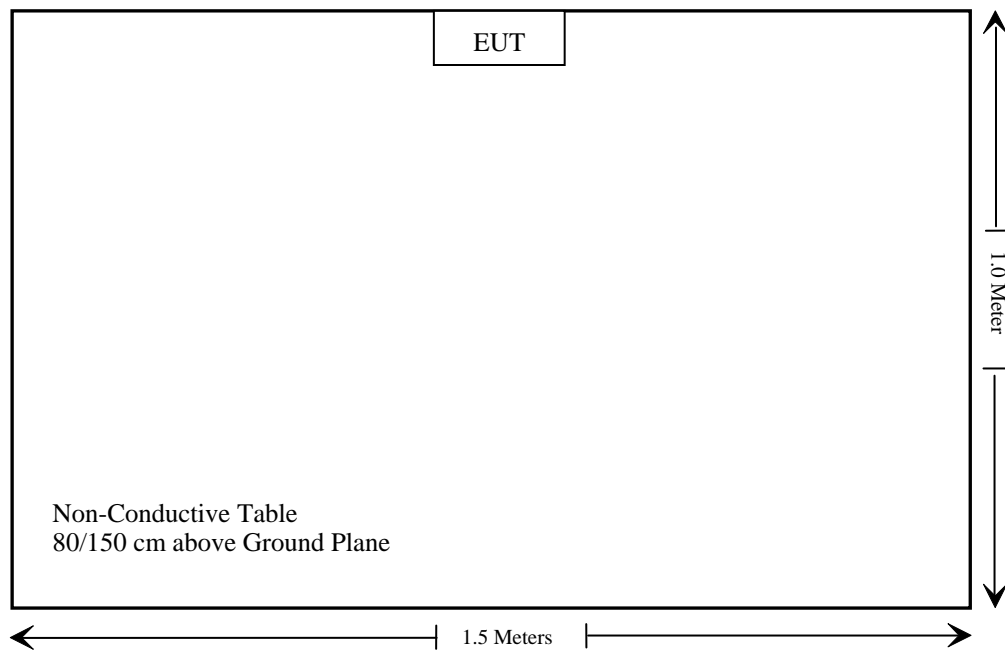 EUT
1.0 Meter
Non-Conductive Table
80/150 cm above Ground Plane
1.5 Meters